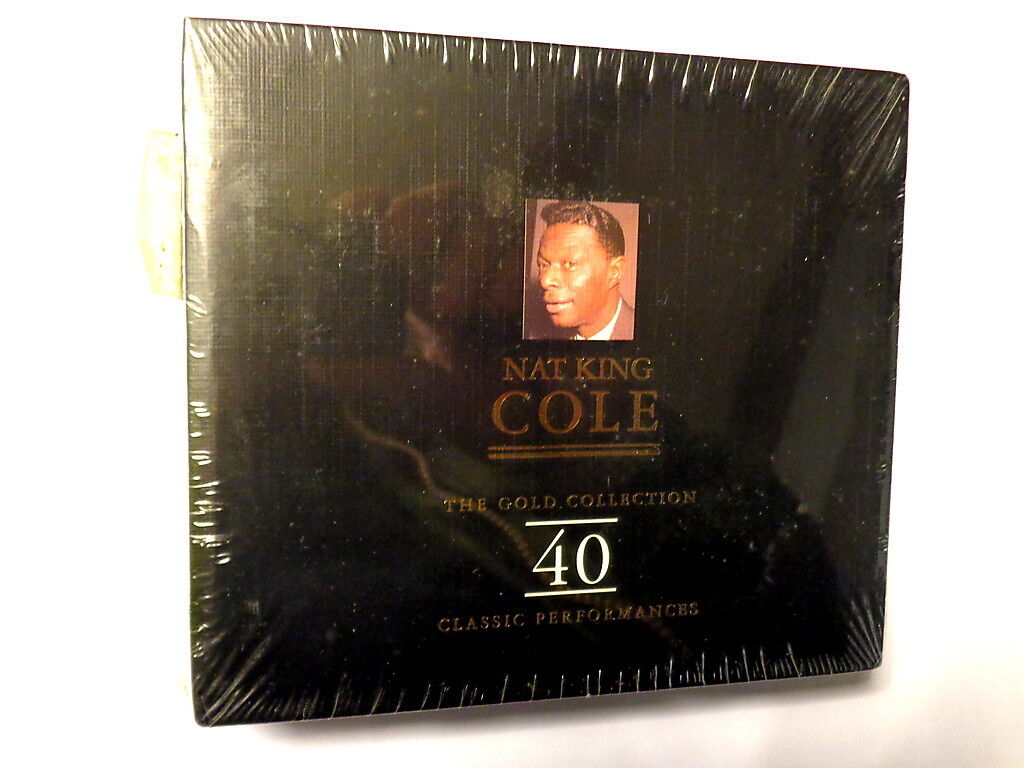 NAT KING
COLE
THE GOLD COLLECTION
40
CLASSIC PERFORMANCES